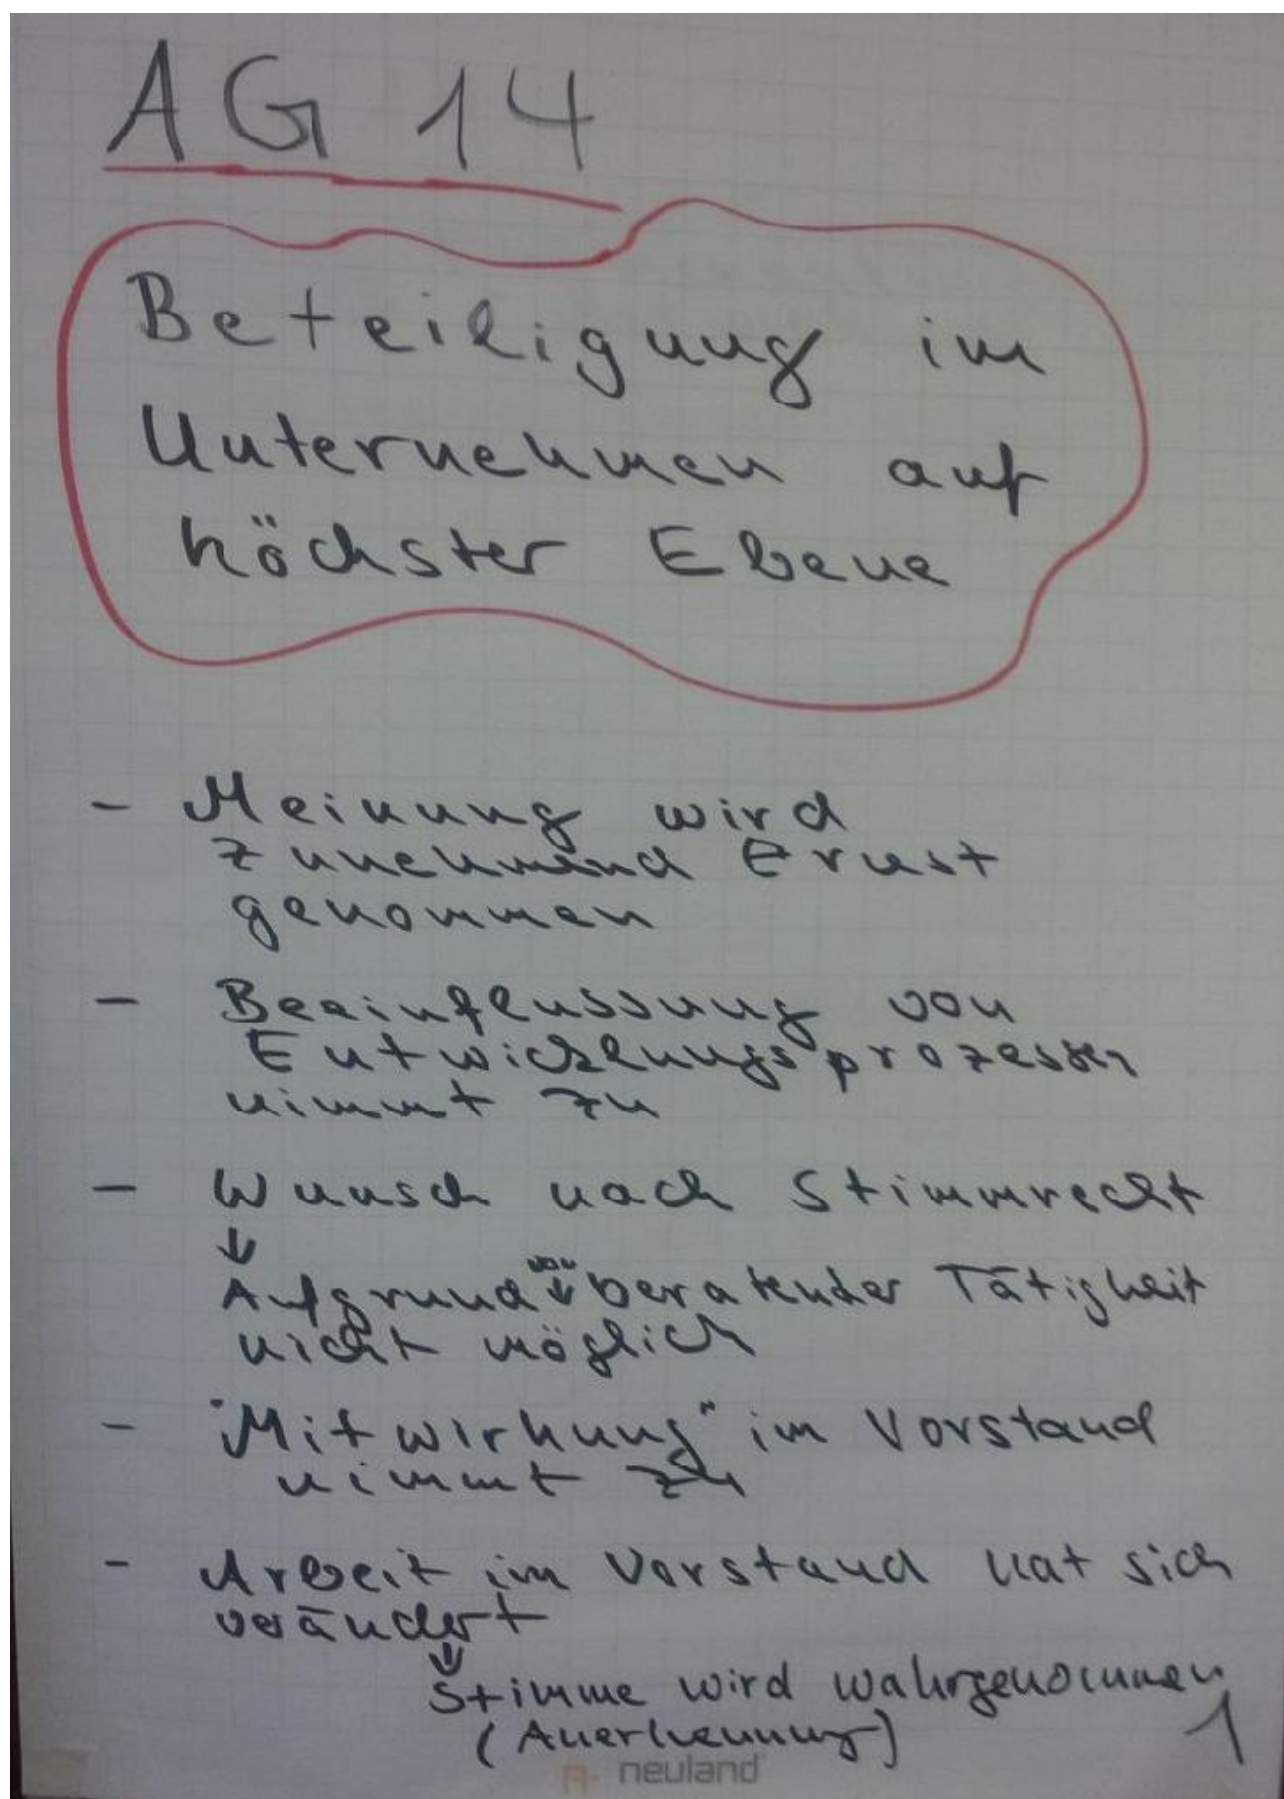 AG 14
Beteiligung im
Unternehmen auf
höchster Ebene
- Meinung wird
zunehmend Ernst
genommen
- Beeinflussung von
Entwicklungsprozessen
nimmt zu
- Wunsch nach Stimmrecht
↓
Aufgrund von beratender Tätigkeit
nicht möglich
- "Mitwirkung" im Vorstand
nimmt zu
- Arbeit im Vorstand hat sich
verändert
↓
Stimme wird wahrgenommen
(Anerkennung)
1
neuland